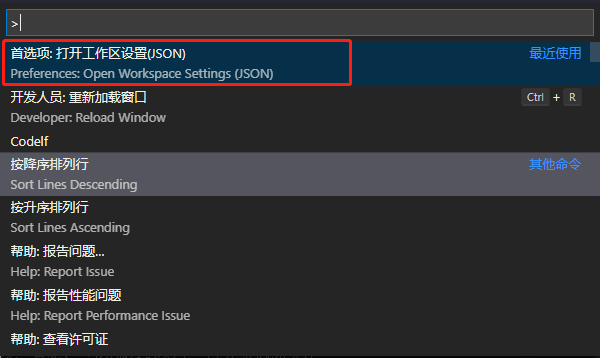 >
首选项: 打开工作区设置(JSON)
最近使用
Preferences: Open Workspace Settings (JSON)
开发人员: 重新加载窗口
Ctrl + R
Developer: Reload Window
Codelf
按降序排列行
其他命令
Sort Lines Descending
按升序排列行
Sort Lines Ascending
帮助: 报告问题...
Help: Report Issue
帮助: 报告性能问题
Help: Report Performance Issue
帮助: 查看许可证